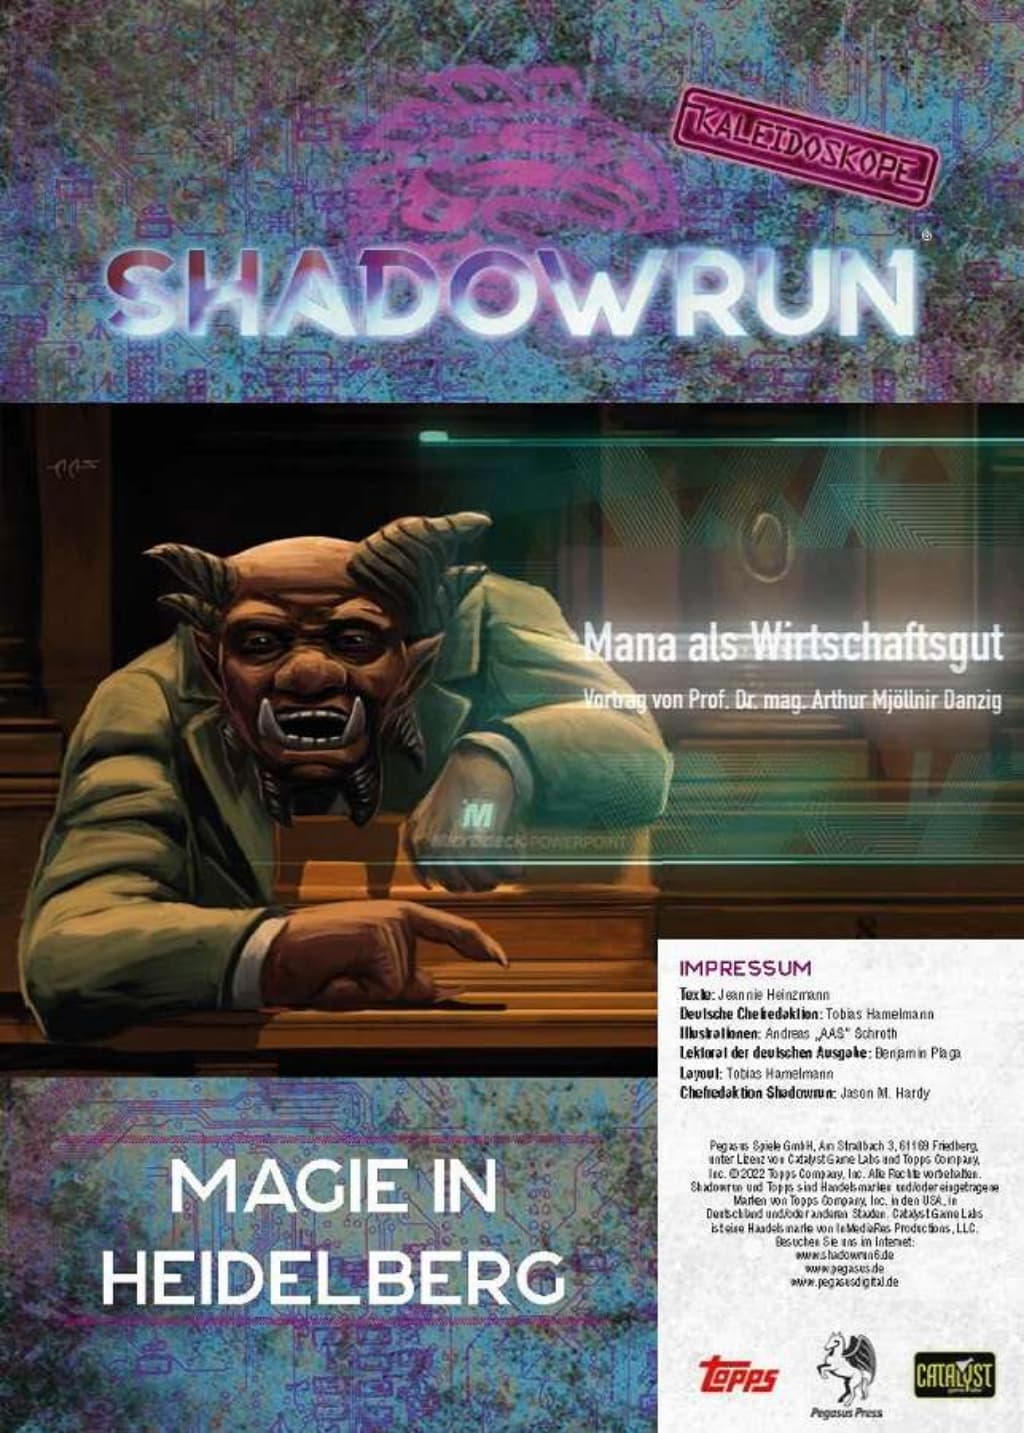 KALEIDOSKOPE
SHADOWRUN®
AAS
Mana als Wirtschaftsgut
Vortrag von Prof. Dr. mag. Arthur Mjöllnir Danzig
M
POWERPOINT
IMPRESSUM
Texte: Jeannie Heinzmann
Deutsche Chefredaktion: Tobias Hamelmann
Illustrationen: Andreas „AAS“ Schroth
Lektorat der deutschen Ausgabe: Benjamin Plaga
Layout: Tobias Hamelmann
Chefredaktion Shadowrun: Jason M. Hardy
Pegasus Spiele GmbH, Am Straßbach 3, 61169 Friedberg,
unter Lizenz von Catalyst Game Labs und Topps Company,
Inc. © 2022 Topps Company, Inc. Alle Rechte vorbehalten.
Shadowrun und Topps sind Handelsmarken und/oder eingetragene
Marken von Topps Company, Inc. in den USA, in
Deutschland und/oder anderen Staaten. Catalyst Game Labs
ist eine Handelsmarke von InMediaRes Productions, LLC.
Besuchen Sie uns im Internet:
www.shadowrun6.de
www.pegasus.de
www.pegasusdigital.de
MAGIE IN
HEIDELBERG
Topps
Pegasus Press
CATALYST
game labs